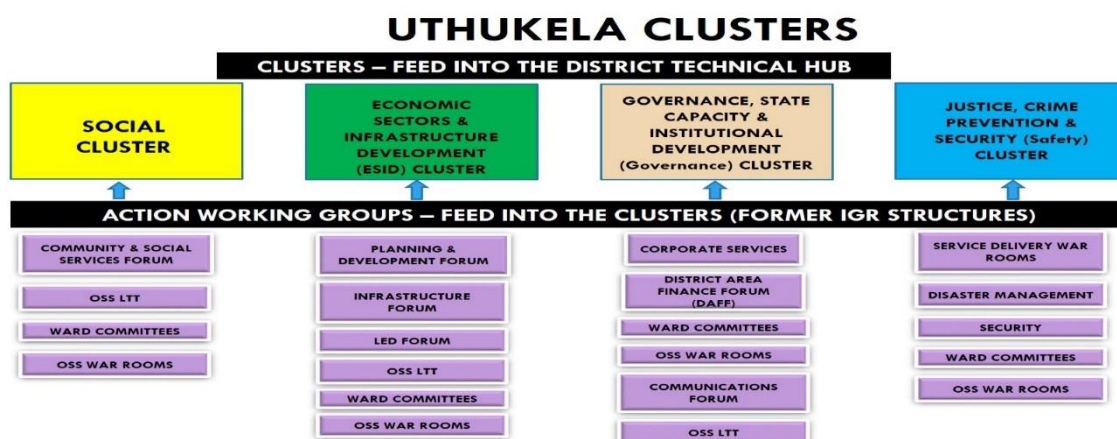 UTHUKELA CLUSTERS
CLUSTERS – FEED INTO THE DISTRICT TECHNICAL HUB
SOCIAL
CLUSTER
ECONOMIC
SECTORS &
INFRASTRUCTURE
DEVELOPMENT
(ESID) CLUSTER
GOVERNANCE, STATE
CAPACITY &
INSTITUTIONAL
DEVELOPMENT
(Governance) CLUSTER
JUSTICE, CRIME
PREVENTION &
SECURITY (Safety)
CLUSTER
ACTION WORKING GROUPS – FEED INTO THE CLUSTERS (FORMER IGR STRUCTURES)
COMMUNITY & SOCIAL
SERVICES FORUM
OSS LTT
WARD COMMITTEES
OSS WAR ROOMS
PLANNING &
DEVELOPMENT FORUM
INFRASTRUCTURE
FORUM
LED FORUM
OSS LTT
WARD COMMITTEES
OSS WAR ROOMS
CORPORATE SERVICES
DISTRICT AREA
FINANCE FORUM
(DAFF)
WARD COMMITTEES
OSS WAR ROOMS
COMMUNICATIONS
FORUM
OSS LTT
SERVICE DELIVERY WAR
ROOMS
DISASTER MANAGEMENT
SECURITY
WARD COMMITTEES
OSS WAR ROOMS